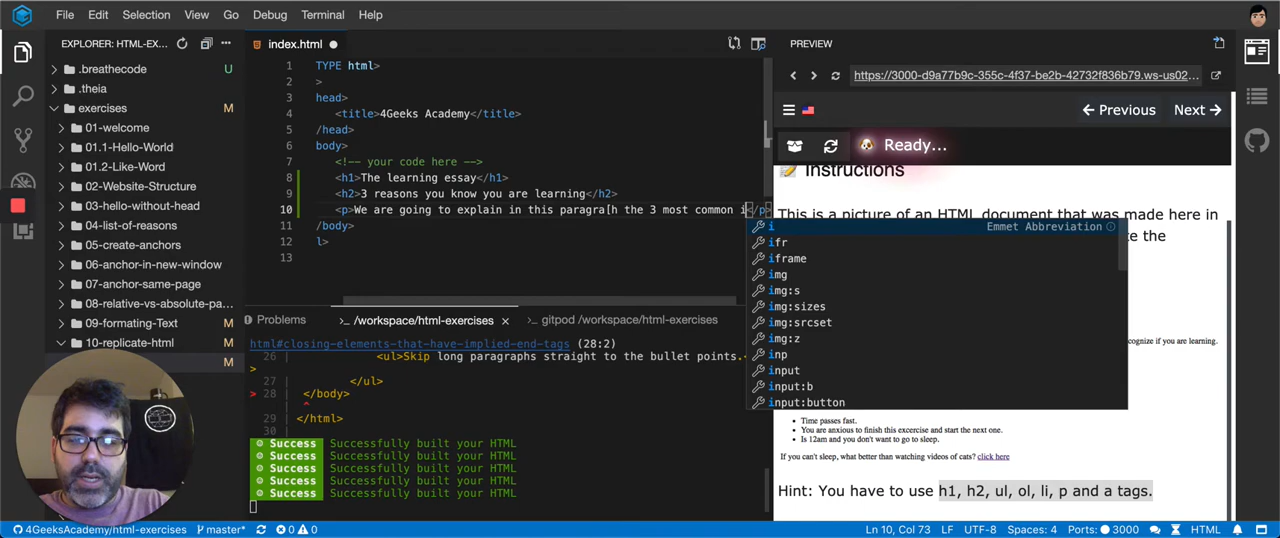 File Edit Selection View Go Debug Terminal Help
EXPLORER: HTML-EX...
.breathecode U
.theia
exercises
01-welcome
01.1-Hello-World
01.2-Like-Word
02-Website-Structure
03-hello-without-head
04-list-of-reasons
05-create-anchors
06-anchor-in-new-window
07-anchor-same-page
08-relative-vs-absolute-pa...
09-formating-Text M
10-replicate-html M
M
index.html
1 TYPE html>
2 >
3 head>
4 <title>4Geeks Academy</title>
5 /head>
6 body>
7 <!-- your code here -->
8 <h1>The learning essay</h1>
9 <h2>3 reasons you know you are learning</h2>
10 <p>We are going to explain in this paragra[h the 3 most common i</p
11 /body>
12 l>
13
i Emmet Abbreviation
ifr
iframe
img
img:s
img:sizes
img:srcset
img:z
inp
input
input:b
input:button
Problems >_ /workspace/html-exercises × >_ gitpod /workspace/html-exercises
html#closing-elements-that-have-implied-end-tags (28:2)
26 | <ul>Skip long paragraphs straight to the bullet points.<
>
27 | </ul>
> 28 | </body>
| ^
29 | </html>
30 |
Success Successfully built your HTML
Success Successfully built your HTML
Success Successfully built your HTML
Success Successfully built your HTML
PREVIEW
https://3000-d9a77b9c-355c-4f37-be2b-42732f836b79.ws-us02...
← Previous Next →
Ready...
Instructions
This is a picture of an HTML document that was made here in
te the
cognize if you are learning.
• Time passes fast.
• You are anxious to finish this excercise and start the next one.
• Is 12am and you don't want to go to sleep.
If you can't sleep, what better than watching videos of cats? click here
Hint: You have to use h1, h2, ul, ol, li, p and a tags.
4GeeksAcademy/html-exercises master* 0 0 Ln 10, Col 73 LF UTF-8 Spaces: 4 Ports: 3000 HTML